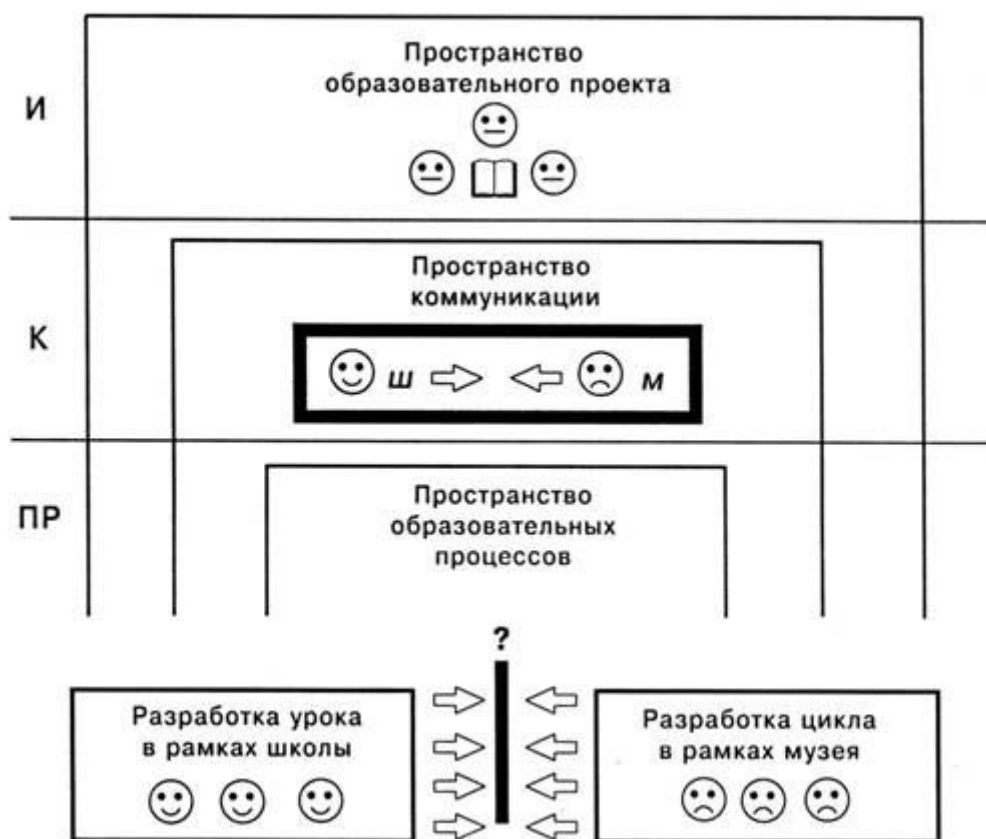 И
Пространство
образовательного проекта
К
Пространство
коммуникации
ш
м
ПР
Пространство
образовательных
процессов
?
Разработка урока
в рамках школы
Разработка цикла
в рамках музея